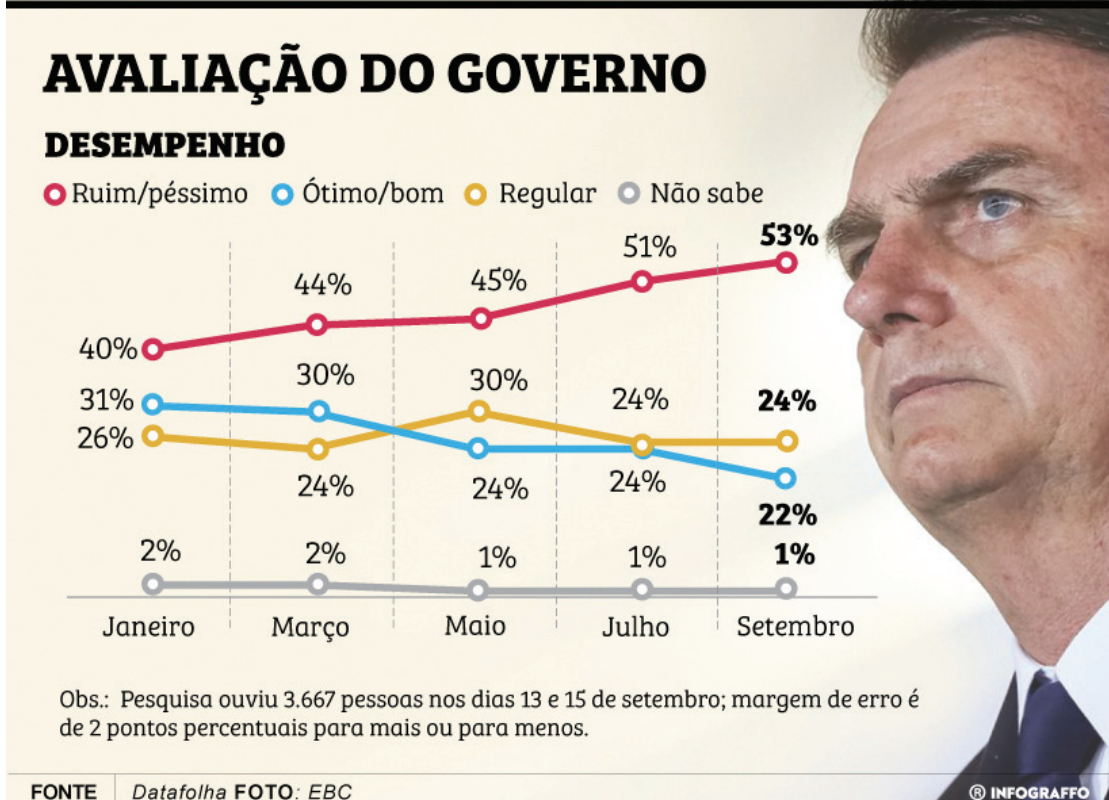 AVALIAÇÃO DO GOVERNO
DESEMPENHO
Ruim/péssimo Ótimo/bom Regular Não sabe
40% 44% 45% 51% 53%
31% 30% 24% 24% 22%
26% 24% 30% 24% 24%
2% 2% 1% 1% 1%
Janeiro Março Maio Julho Setembro
Obs.: Pesquisa ouviu 3.667 pessoas nos dias 13 e 15 de setembro; margem de erro é
de 2 pontos percentuais para mais ou para menos.
FONTE Datafolha FOTO: EBC ® INFOGRAFFO